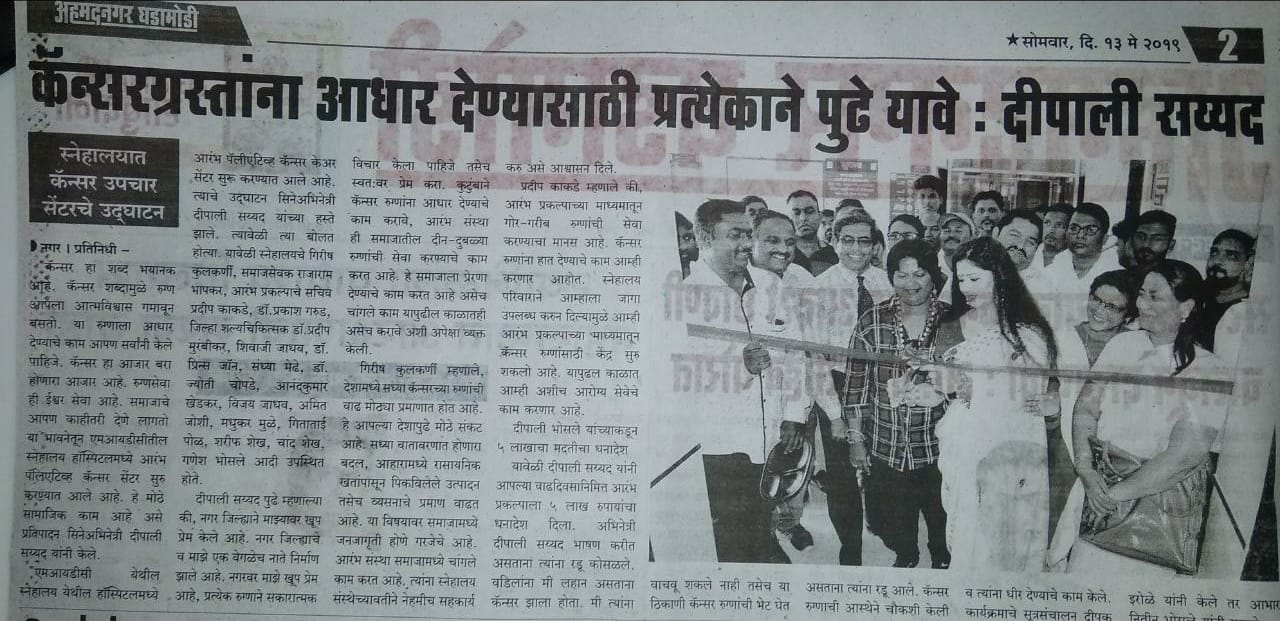 अहमदनगर घडामोडी
★ सोमवार, दि. १३ मे २०१९
2
कॅन्सरग्रस्तांना आधार देण्यासाठी प्रत्येकाने पुढे यावे : दीपाली सय्यद
स्नेहालयात
कॅन्सर उपचार
सेंटरचे उद्घाटन
नगर । प्रतिनिधी -
कॅन्सर हा शब्द भयानक
आहे. कॅन्सर शब्दामुळे रुग्ण
आपला आत्मविश्वास गमावून
बसतो. या रुग्णाला आधार
देण्याचे काम आपण सर्वांनी केले
पाहिजे. कॅन्सर हा आजार बरा
होणारा आजार आहे. रुग्णसेवा
ही ईश्वर सेवा आहे. समाजाचे
आपण काहीतरी देणे लागतो
या भावनेतून एमआयडीसीतील
स्नेहालय हॉस्पिटलमध्ये आरंभ
पॅलिएटिव्ह कॅन्सर सेंटर सुरु
करण्यात आले आहे. हे मोठे
सामाजिक काम आहे असे
प्रतिपादन सिनेअभिनेत्री दीपाली
सय्यद यांनी केले.
एमआयडीसी येथील
स्नेहालय येथील हॉस्पिटलमध्ये
आरंभ पॅलीएटिव्ह कॅन्सर केअर
सेंटर सुरू करण्यात आले आहे.
त्याचे उद्घाटन सिनेअभिनेत्री
दीपाली सय्यद यांच्या हस्ते
झाले. त्यावेळी त्या बोलत
होत्या. यावेळी स्नेहालयचे गिरीष
कुलकर्णी, समाजसेवक राजाराम
भापकर, आरंभ प्रकल्पाचे सचिव
प्रदीप काकडे, डॉ.प्रकाश गरुड,
जिल्हा शल्यचिकित्सक डॉ.प्रदीप
मुरंबीकर, शिवाजी जाधव, डॉ.
प्रिन्स जॉन, संध्या मेढे, डॉ.
ज्योती चोपडे, आनंदकुमार
खेडकर, विजय जाधव, अमित
जोशी, मधुकर मुळे, गिताताई
पोळ, शरीफ शेख, चांद शेख,
गणेश भोसले आदी उपस्थित
होते.
दीपाली सय्यद पुढे म्हणाल्या
की, नगर जिल्ह्याने माझ्यावर खूप
प्रेम केले आहे. नगर जिल्ह्याचे
व माझे एक वेगळेच नाते निर्माण
झाले आहे. नगरवर माझे खूप प्रेम
आहे, प्रत्येक रुग्णाने सकारात्मक
विचार केला पाहिजे तसेच
स्वत:वर प्रेम करा. कुटुंबाने
कॅन्सर रुग्णांना आधार देण्याचे
काम करावे, आरंभ संस्था
ही समाजातील दीन-दुबळ्या
रुग्णांची सेवा करण्याचे काम
करत आहे. हे समाजाला प्रेरणा
देण्याचे काम करत आहे असेच
चांगले काम यापुढील काळातही
असेच करावे अशी अपेक्षा व्यक्त
केली.
गिरीष कुलकर्णी म्हणाले,
देशामध्ये सध्या कॅन्सरच्या रुग्णांची
वाढ मोठ्या प्रमाणात होत आहे.
हे आपल्या देशापुढे मोठे संकट
आहे. सध्या वातावरणात होणारा
बदल, आहारामध्ये रासायनिक
खतांपासून पिकविलेले उत्पादन
तसेच व्यसनाचे प्रमाण वाढत
आहे. या विषयावर समाजामध्ये
जनजागृती होणे गरजेचे आहे.
आरंभ संस्था समाजामध्ये चांगले
काम करत आहे. त्यांना स्नेहालय
संस्थेच्यावतीने नेहमीच सहकार्य
करु असे आश्वासन दिले.
प्रदीप काकडे म्हणाले की,
आरंभ प्रकल्पाच्या माध्यमातून
गोर-गरीब रुग्णांची सेवा
करण्याचा मानस आहे. कॅन्सर
रुग्णांना हात देण्याचे काम आम्ही
करणार आहोत. स्नेहालय
परिवाराने आम्हाला जागा
उपलब्ध करुन दिल्यामुळे आम्ही
आरंभ प्रकल्पाच्या माध्यमातून
कॅन्सर रुग्णांसाठी केंद्र सुरु
शकलो आहे. यापुढल काळात
आम्ही अशीच आरोग्य सेवेचे
काम करणार आहे.
दीपाली भोसले यांच्याकडून
५ लाखाचा मदतीचा धनादेश
यावेळी दीपाली सय्यद यांनी
आपल्या वाढदिवसानिमित्त आरंभ
प्रकल्पाला ५ लाख रुपायांचा
धनादेश दिला. अभिनेत्री
दीपाली सय्यद भाषण करीत
असताना त्यांना रडू कोसळले.
वडिलांना मी लहान असताना
कॅन्सर झाला होता. मी त्यांना
वाचवू शकले नाही तसेच या
ठिकाणी कॅन्सर रुग्णांची भेट घेत
असताना त्यांना रडू आले. कॅन्सर
रुग्णाची आस्थेने चौकशी केली
व त्यांना धीर देण्याचे काम केले.
कार्यक्रमाचे सुत्रसंचालन दीपक
इरोळे यांनी केले तर आभार